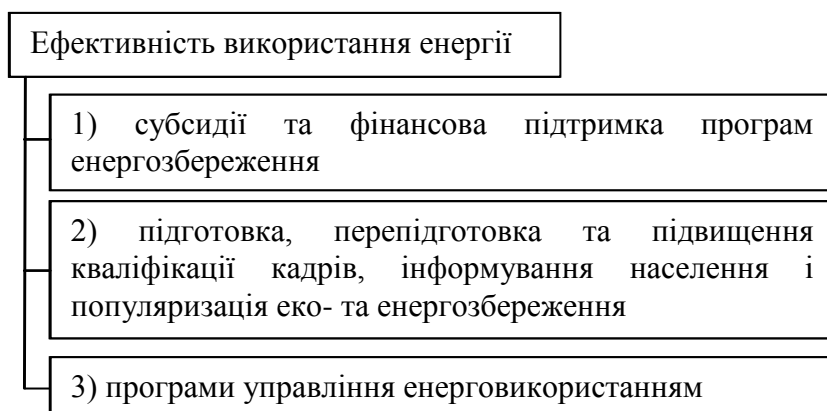 Ефективність використання енергії
1) субсидії та фінансова підтримка програм
енергозбереження
2) підготовка, перепідготовка та підвищення
кваліфікації кадрів, інформування населення і
популяризація еко- та енергозбереження
3) програми управління енерговикористанням